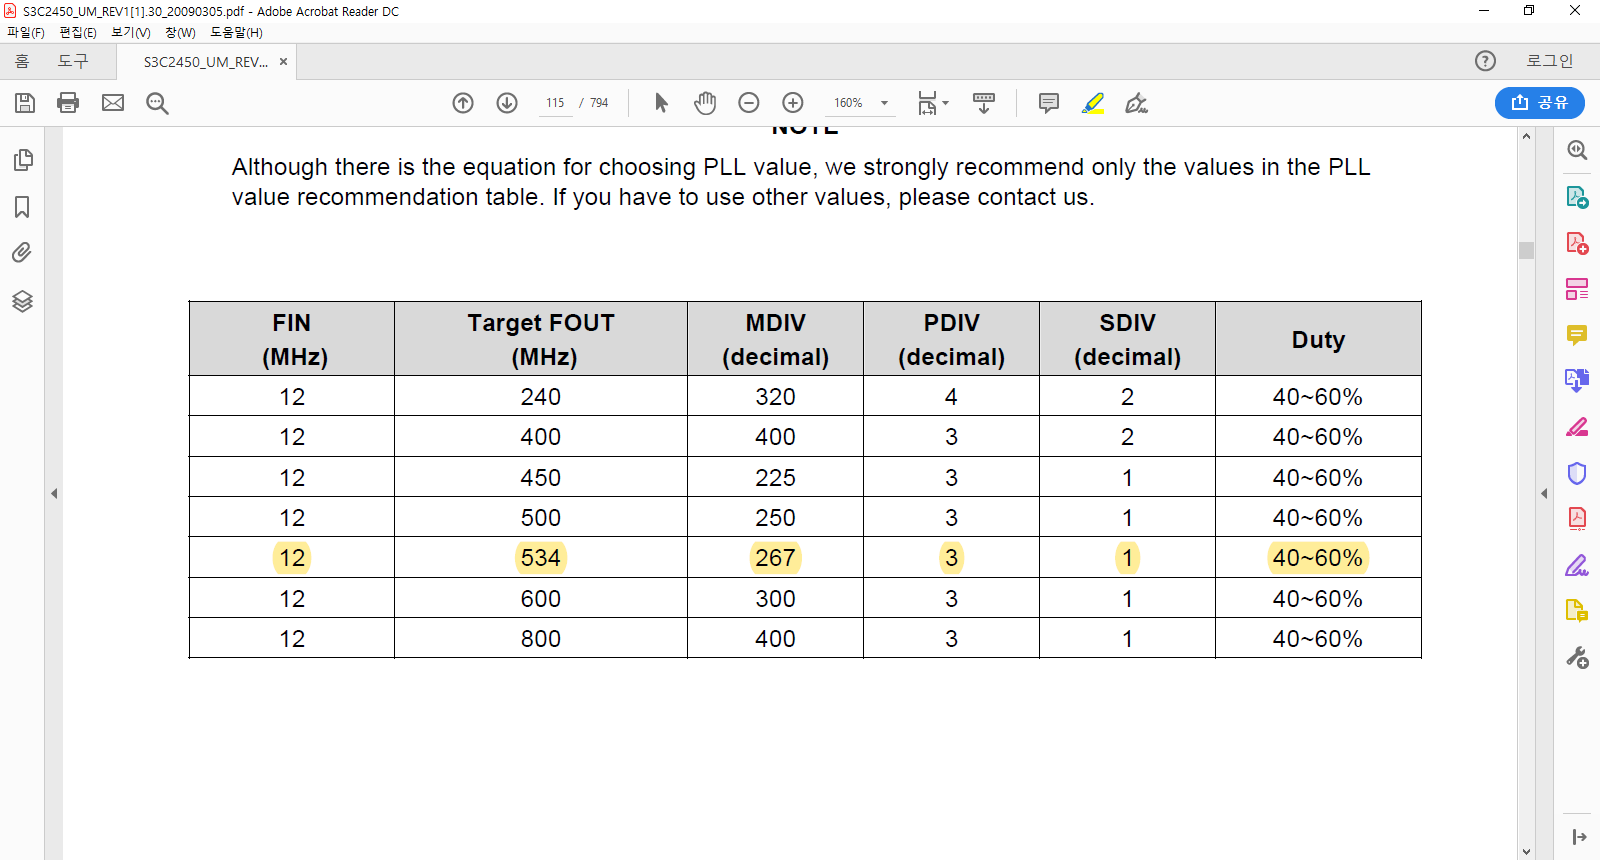 S3C2450_UM_REV1[1].30_20090305.pdf - Adobe Acrobat Reader DC
파일(F) 편집(E) 보기(V) 창(W) 도움말(H)
홈 도구 S3C2450_UM_REV... × ? 로그인
115 / 794 160% 공유
NOTE
Although there is the equation for choosing PLL value, we strongly recommend only the values in the PLL
value recommendation table. If you have to use other values, please contact us.
FIN Target FOUT MDIV PDIV SDIV Duty
(MHz) (MHz) (decimal) (decimal) (decimal)
12 240 320 4 2 40~60%
12 400 400 3 2 40~60%
12 450 225 3 1 40~60%
12 500 250 3 1 40~60%
12 534 267 3 1 40~60%
12 600 300 3 1 40~60%
12 800 400 3 1 40~60%